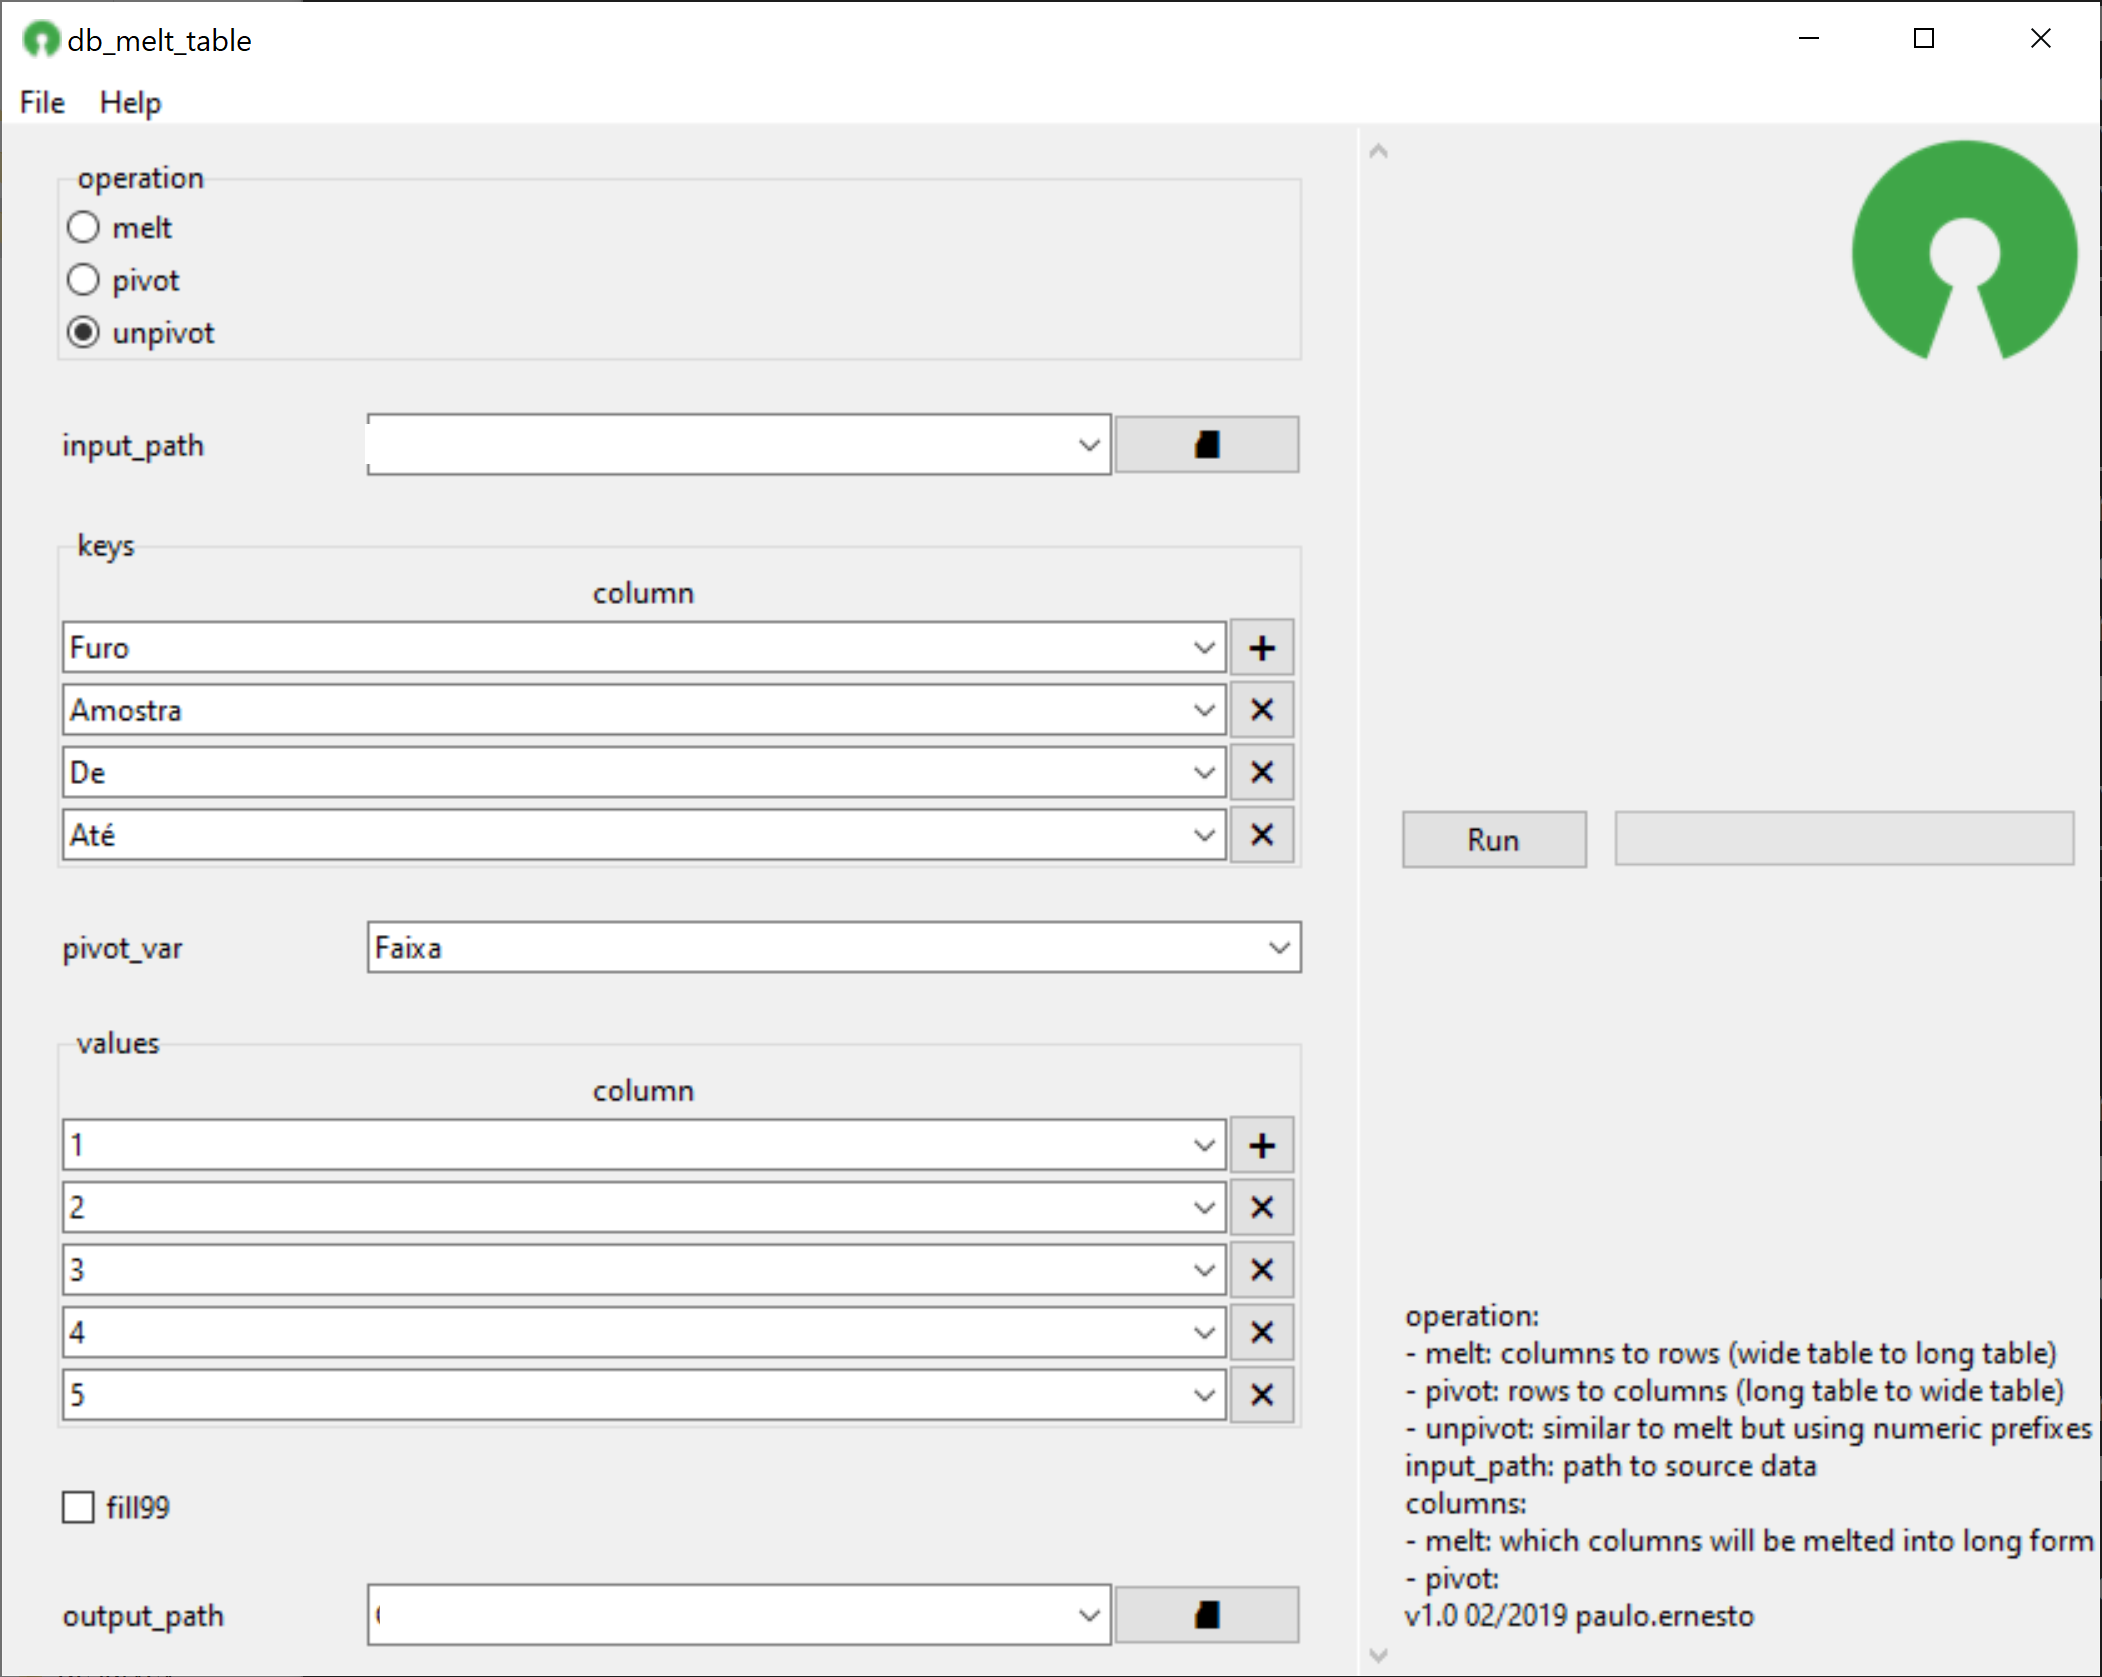 db_melt_table
File Help
operation
melt
pivot
unpivot
input_path
keys
column
Furo
Amostra
De
Até
pivot_var
Faixa
values
column
1
2
3
4
5
fill99
output_path
Run
operation:
- melt: columns to rows (wide table to long table)
- pivot: rows to columns (long table to wide table)
- unpivot: similar to melt but using numeric prefixes
input_path: path to source data
columns:
- melt: which columns will be melted into long form
- pivot:
v1.0 02/2019 paulo.ernesto